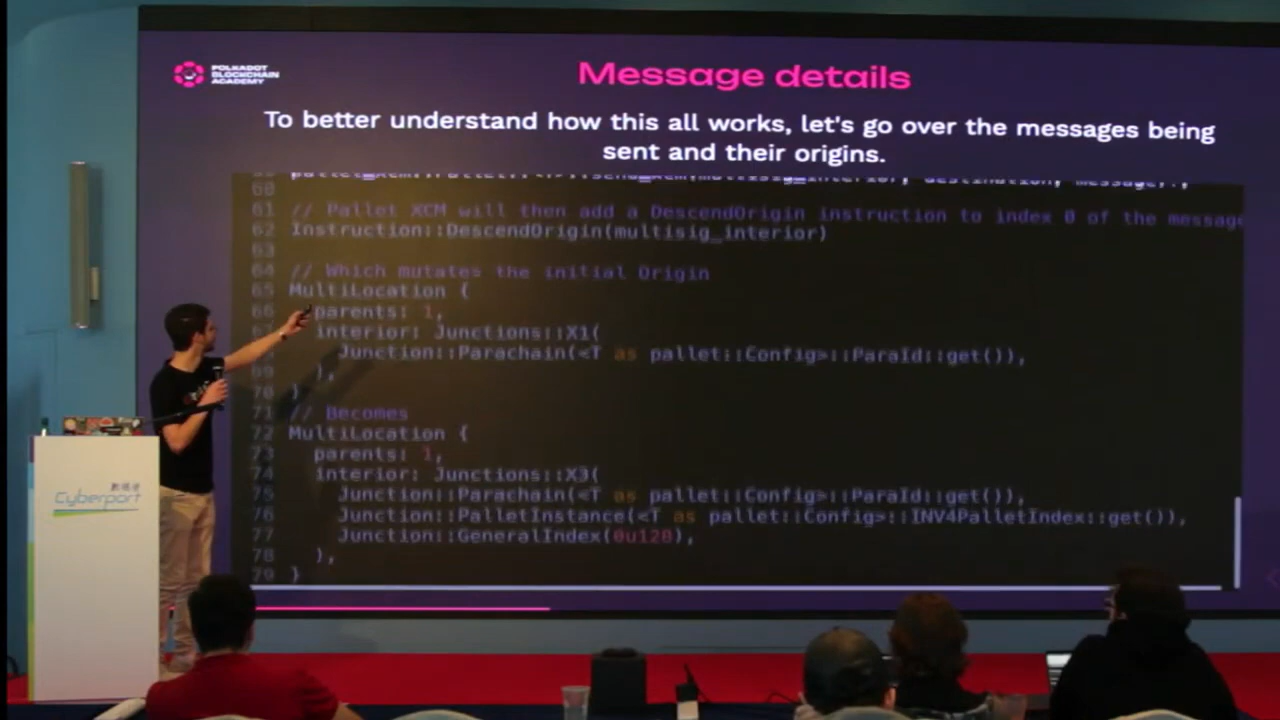 POLKADOT
BLOCKCHAIN
ACADEMY
Message details
To better understand how this all works, let's go over the messages being
sent and their origins.
60
61 // Pallet XCM will then add a DescendOrigin instruction to index 0 of the message
62 Instruction::DescendOrigin(multisig_interior)
63
64 // Which mutates the initial Origin
65 MultiLocation {
66 parents: 1,
67 interior: Junctions::X1(
Junction::Parachain(<T as pallet::Config>::ParaId::get()),
69 ),
70 }
71 // Becomes
72 MultiLocation {
73 parents: 1,
74 interior: Junctions::X3(
75 Junction::Parachain(<T as pallet::Config>::ParaId::get()),
76 Junction::PalletInstance(<T as pallet::Config>::INV4PalletIndex::get()),
77 Junction::GeneralIndex(0u128),
78 ),
79 }
數碼港
Cyberport